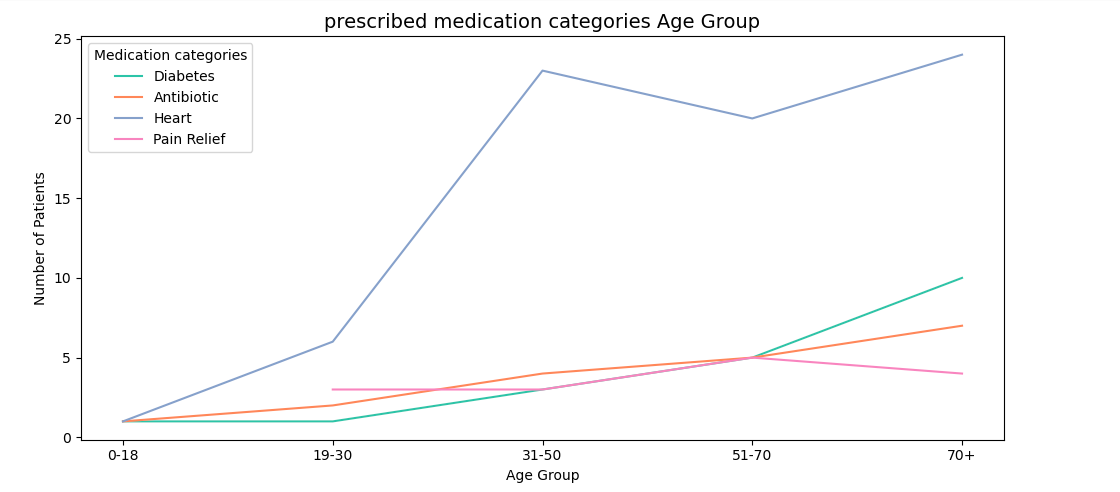 prescribed medication categories Age Group
25
20
15
10
5
0
Number of Patients
Medication categories
Diabetes
Antibiotic
Heart
Pain Relief
0-18
19-30
31-50
51-70
70+
Age Group